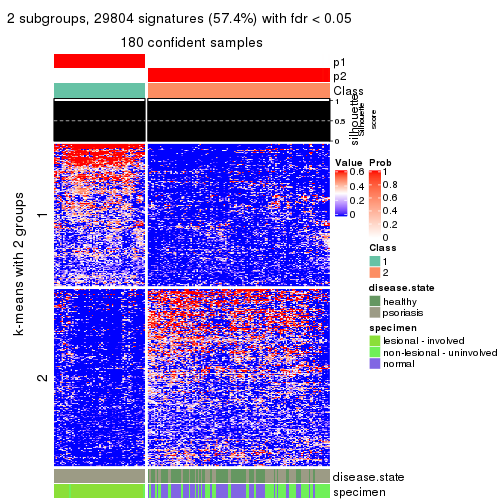 2 subgroups, 29804 signatures (57.4%) with fdr < 0.05
180 confident samples
p1
p2
Class
1
0.5
0
silhouette
Silhouette
score
k-means with 2 groups
1
2
Value
0.6
0.4
0.2
0
Prob
1
0.8
0.6
0.4
0.2
0
Class
1
2
disease.state
healthy
psoriasis
specimen
lesional - involved
non-lesional - uninvolved
normal
disease.state
specimen